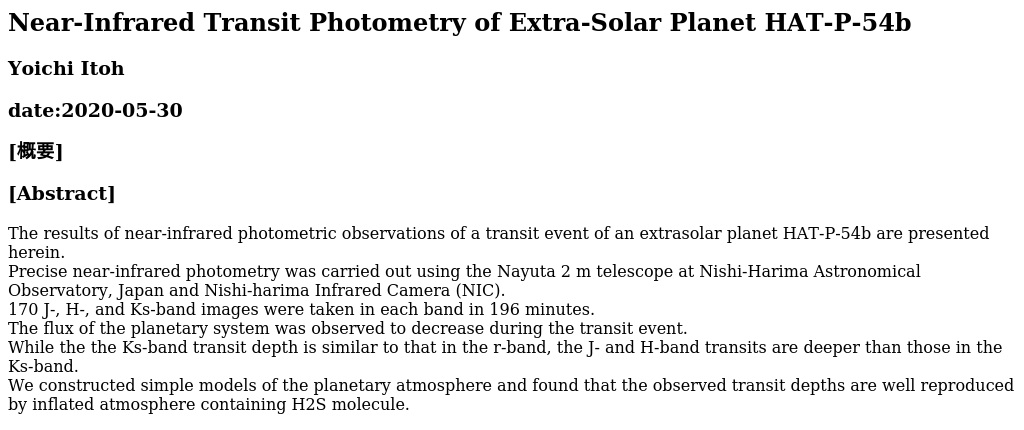 Near-Infrared Transit Photometry of Extra-Solar Planet HAT-P-54b
Yoichi Itoh
date:2020-05-30
[概要]
[Abstract]
The results of near-infrared photometric observations of a transit event of an extrasolar planet HAT-P-54b are presented
herein.
Precise near-infrared photometry was carried out using the Nayuta 2 m telescope at Nishi-Harima Astronomical
Observatory, Japan and Nishi-harima Infrared Camera (NIC).
170 J-, H-, and Ks-band images were taken in each band in 196 minutes.
The flux of the planetary system was observed to decrease during the transit event.
While the the Ks-band transit depth is similar to that in the r-band, the J- and H-band transits are deeper than those in the
Ks-band.
We constructed simple models of the planetary atmosphere and found that the observed transit depths are well reproduced
by inflated atmosphere containing H2S molecule.